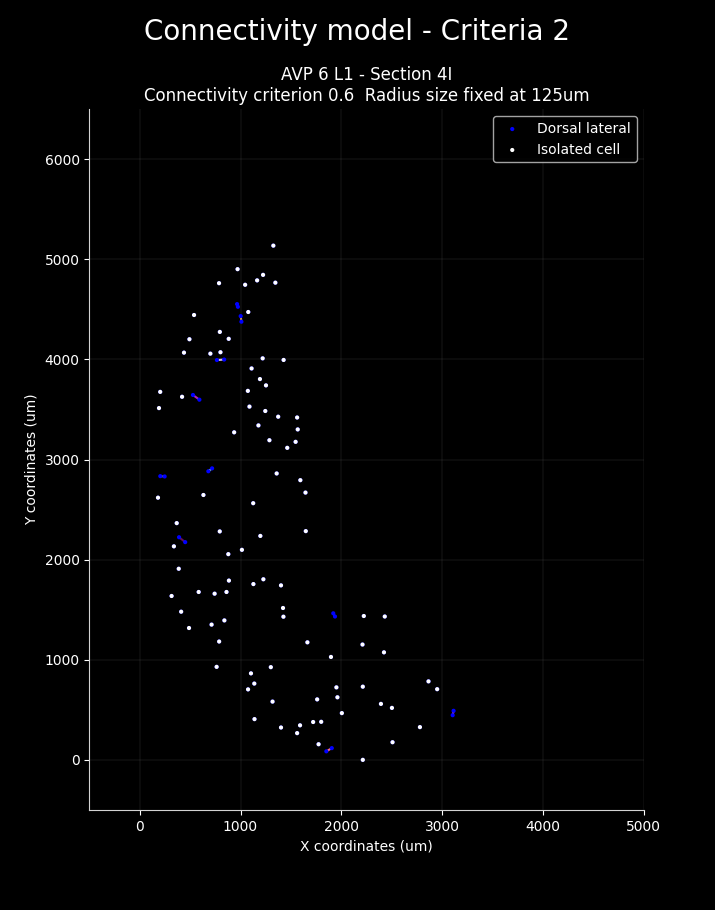 Connectivity model - Criteria 2
AVP 6 L1 - Section 4I
Connectivity criterion 0.6  Radius size fixed at 125um
Dorsal lateral
Isolated cell
6000
5000
4000
3000
2000
1000
0
Y coordinates (um)
0 1000 2000 3000 4000 5000
X coordinates (um)